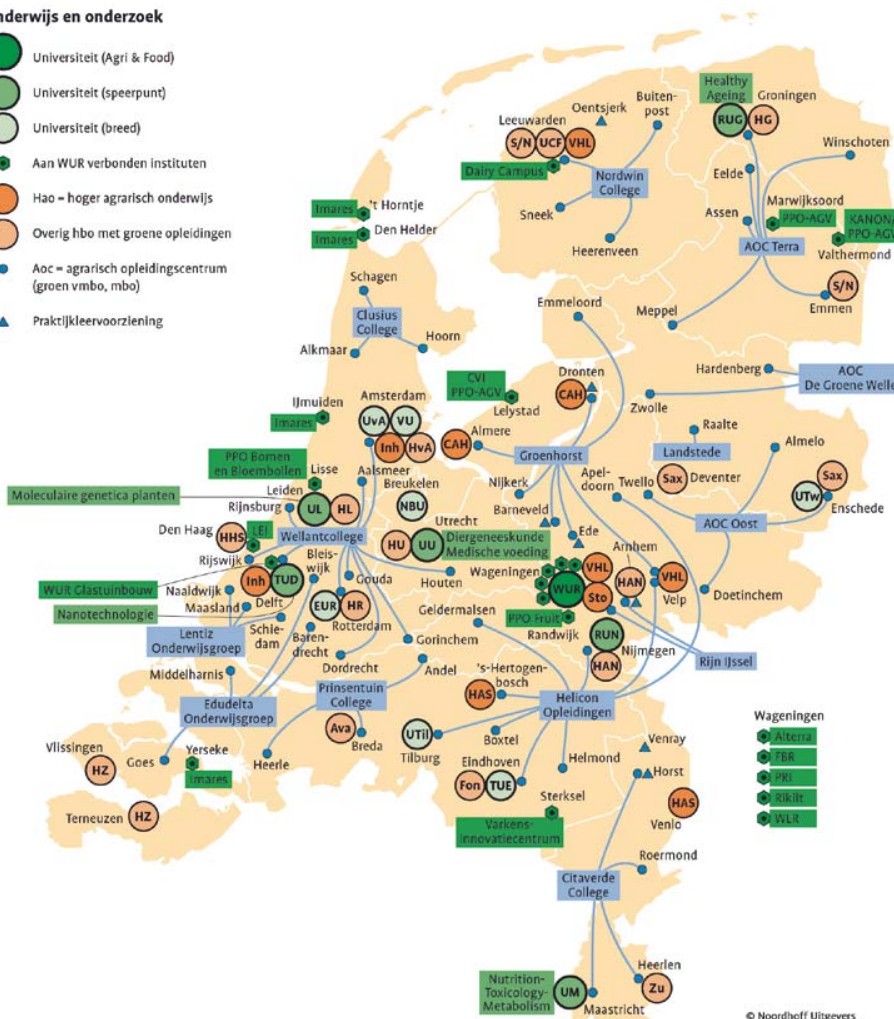 nderwijs en onderzoek
Universiteit (Agri & Food)
Universiteit (speerpunt)
Universiteit (breed)
Aan WUR verbonden instituten
Hao = hoger agrarisch onderwijs
Overig hbo met groene opleidingen
Aoc = agrarisch opleidingscentrum
(groen vmbo, mbo)
Praktijkleervoorziening
Healthy
Ageing
Groningen
RUG
HG
Buiten-
post
Oentsjerk
Leeuwarden
S/N
UCF
VHL
Dairy Campus
Nordwin
College
Sneek
Heerenveen
Winschoten
Eelde
Assen
Marwijksoord
PPO-AGV
KANON/
PPO-AGV
Valthermond
AOC Terra
S/N
Emmen
Meppel
Imares
't Horntje
Imares
Den Helder
Schagen
Clusius
College
Alkmaar
Hoorn
Emmeloord
Dronten
CAH
CVI
PPO-AGV
Lelystad
Hardenberg
AOC
De Groene Welle
Zwolle
Raalte
Landstede
Almelo
IJmuiden
Imares
Amsterdam
UvA
VU
Inh
HvA
CAH
Almere
Groenhorst
Nijkerk
Barneveld
Ede
Apel-
doorn
Twello
Sax
Deventer
Sax
UTw
Enschede
AOC Oost
Doetinchem
PPO Bomen
en Bloembollen
Lisse
Aalsmeer
Breukelen
NBU
Moleculaire genetica planten
Leiden
UL
HL
Rijnsburg
Den Haag
HHS
LEI
Wellantcollege
Utrecht
HU
UU
Diergeneeskunde
Medische voeding
Rijswijk
Bleis-
wijk
Gouda
Houten
WUR Glastuinbouw
Naaldwijk
Inh
TUD
Delft
Nanotechnologie
Maasland
Schie-
dam
EUR
HR
Rotterdam
Lentiz
Onderwijsgroep
Baren-
drecht
Dordrecht
Gorinchem
Geldermalsen
Wageningen
WUR
VHL
Sto
Arnhem
HAN
VHL
Velp
PPO Fruit
Randwijk
RUN
Nijmegen
HAN
Rijn IJssel
Middelharnis
Edudelta
Onderwijsgroep
Prinsentuin
College
Andel
's-Hertogen-
bosch
HAS
Helicon
Opleidingen
Vlissingen
HZ
Goes
Yerseke
Imares
Heerle
Ava
Breda
UTil
Tilburg
Boxtel
Helmond
Eindhoven
Fon
TUE
Sterksel
Varkens-
innovatiecentrum
Terneuzen
HZ
Venray
Horst
HAS
Venlo
Roermond
Citaverde
College
Wageningen
Alterra
FBR
PRI
Rikilt
WLR
Nutrition-
Toxicology-
Metabolism
UM
Maastricht
Heerlen
Zu
© Noordhoff Uitgevers